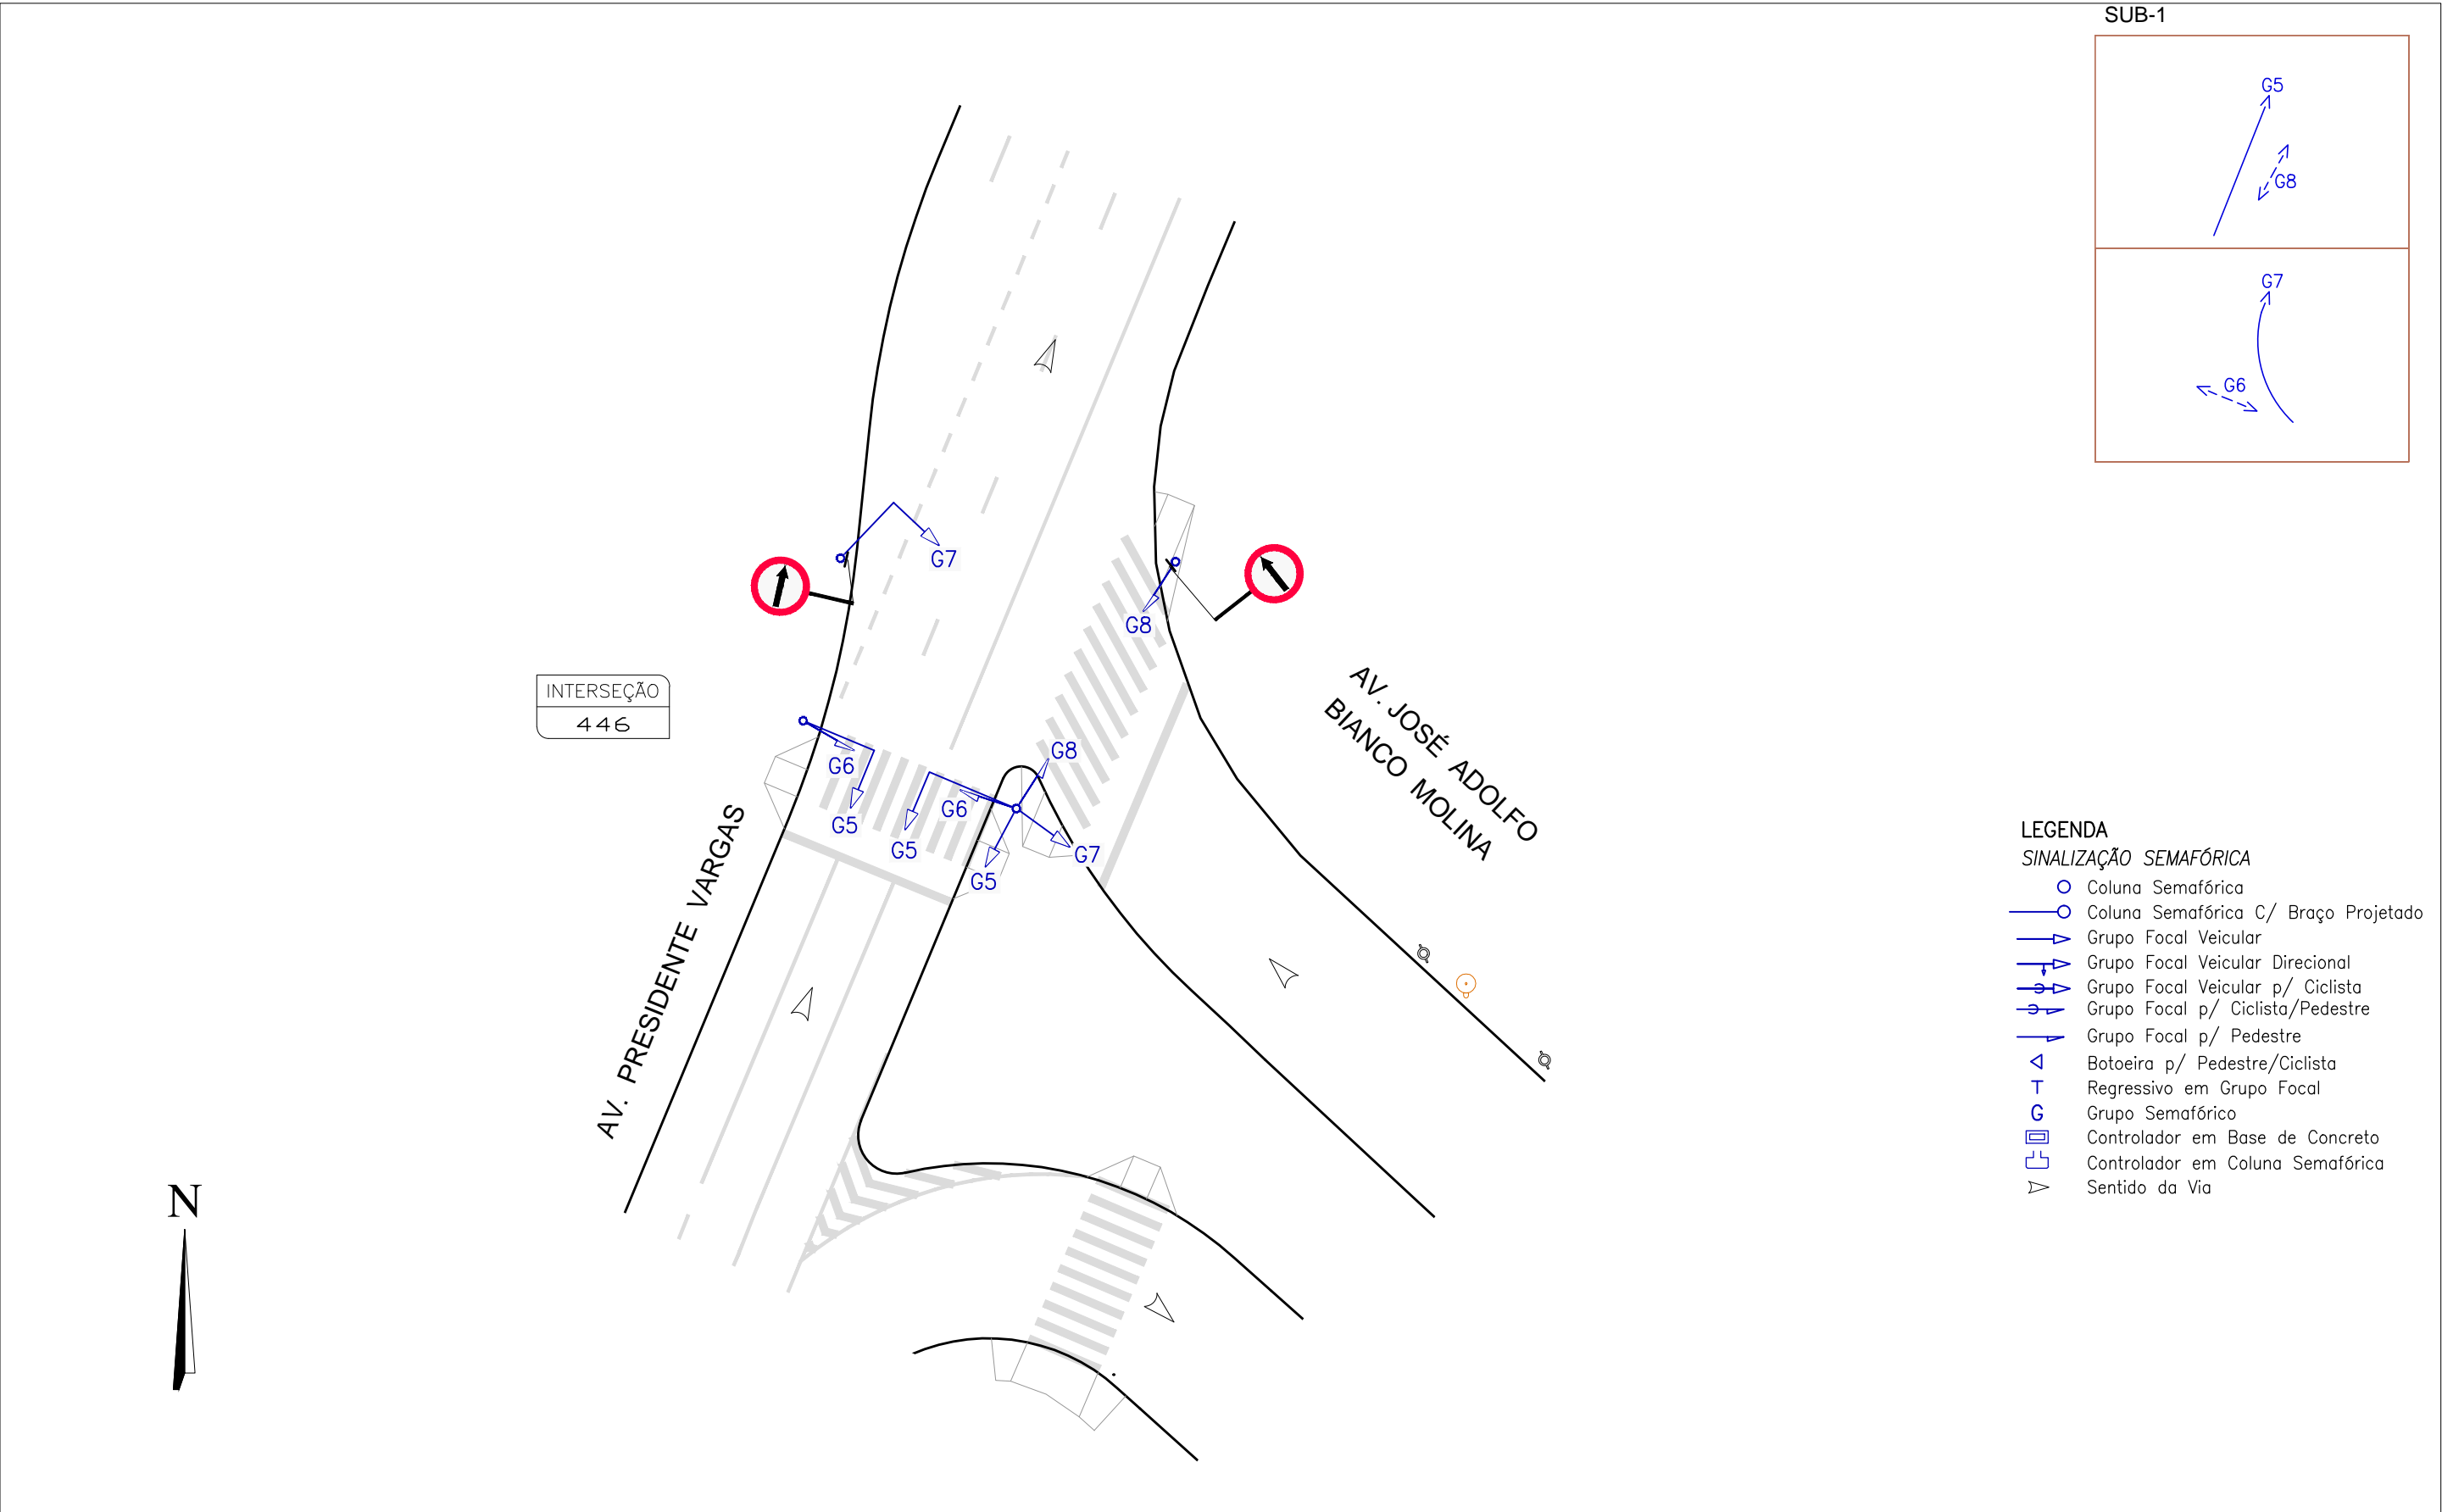 SUB-1
G5
G8
G7
G6
G7
G8
INTERSEÇÃO
446
G6
G5
G5
G6
G8
G5
G7
AV. JOSÉ ADOLFO
BIANCO MOLINA
AV. PRESIDENTE VARGAS
N
LEGENDA
SINALIZAÇÃO SEMAFÓRICA
Coluna Semafórica
Coluna Semafórica C/ Braço Projetado
Grupo Focal Veicular
Grupo Focal Veicular Direcional
Grupo Focal Veicular p/ Ciclista
Grupo Focal p/ Ciclista/Pedestre
Grupo Focal p/ Pedestre
Botoeira p/ Pedestre/Ciclista
T Regressivo em Grupo Focal
G Grupo Semafórico
Controlador em Base de Concreto
Controlador em Coluna Semafórica
Sentido da Via